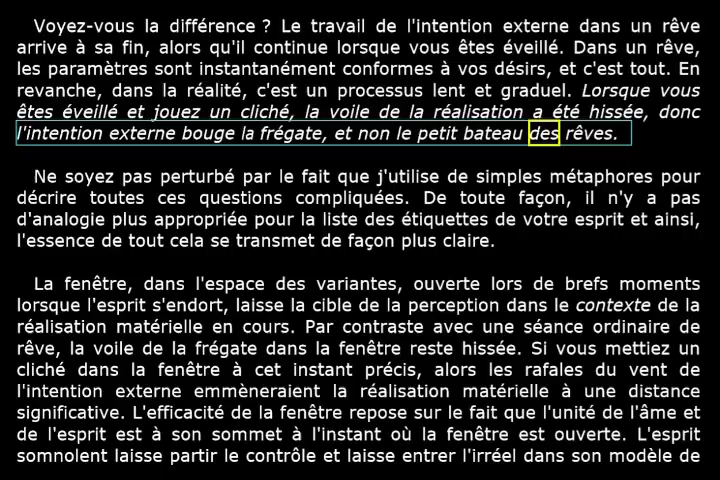 Voyez-vous la différence ? Le travail de l'intention externe dans un rêve
arrive à sa fin, alors qu'il continue lorsque vous êtes éveillé. Dans un rêve,
les paramètres sont instantanément conformes à vos désirs, et c'est tout. En
revanche, dans la réalité, c'est un processus lent et graduel. Lorsque vous
êtes éveillé et jouez un cliché, la voile de la réalisation a été hissée, donc
l'intention externe bouge la frégate, et non le petit bateau des rêves.
Ne soyez pas perturbé par le fait que j'utilise de simples métaphores pour
décrire toutes ces questions compliquées. De toute façon, il n'y a pas
d'analogie plus appropriée pour la liste des étiquettes de votre esprit et ainsi,
l'essence de tout cela se transmet de façon plus claire.
La fenêtre, dans l'espace des variantes, ouverte lors de brefs moments
lorsque l'esprit s'endort, laisse la cible de la perception dans le contexte de la
réalisation matérielle en cours. Par contraste avec une séance ordinaire de
rêve, la voile de la frégate dans la fenêtre reste hissée. Si vous mettiez un
cliché dans la fenêtre à cet instant précis, alors les rafales du vent de
l'intention externe emmèneraient la réalisation matérielle à une distance
significative. L'efficacité de la fenêtre repose sur le fait que l'unité de l'âme et
de l'esprit est à son sommet à l'instant où la fenêtre est ouverte. L'esprit
somnolent laisse partir le contrôle et laisse entrer l'irréel dans son modèle de